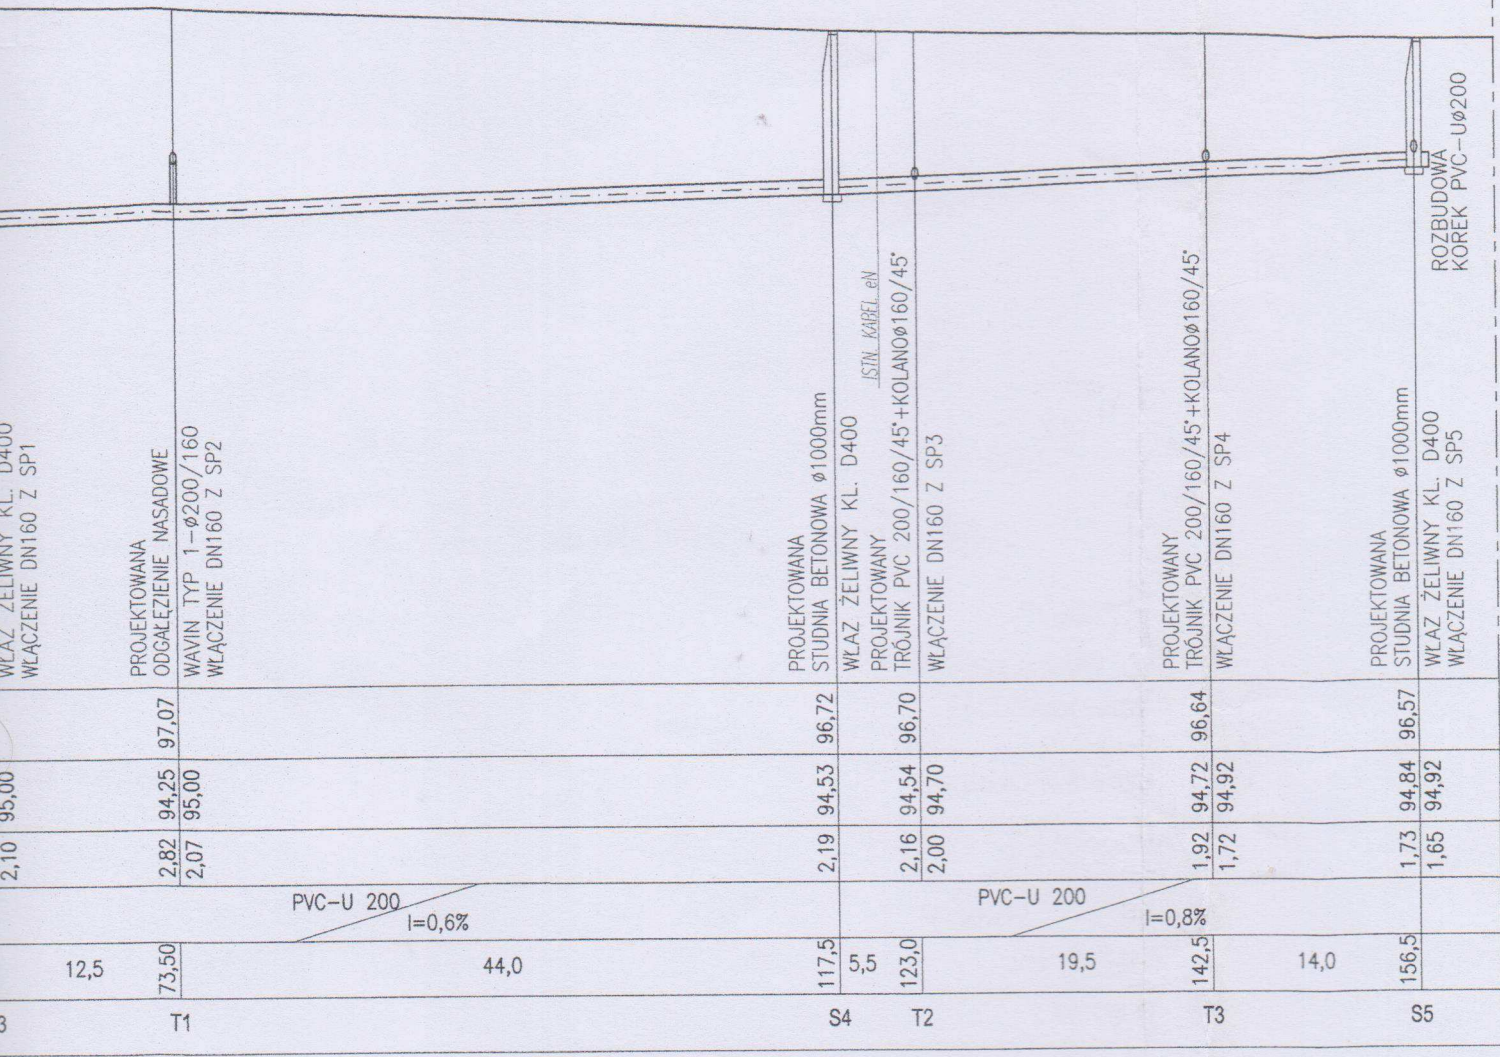 WŁAZ ŻELIWNY KL. D400
WŁĄCZENIE DN160 Z SP1
PROJEKTOWANA
ODGAŁĘZIENIE NASADOWE
WAVIN TYP 1-ø200/160
WŁĄCZENIE DN160 Z SP2
PROJEKTOWANA
STUDNIA BETONOWA ø1000mm
WŁAZ ŻELIWNY KL. D400
ISTN. KABEL eN
PROJEKTOWANY
TRÓJNIK PVC 200/160/45°+KOLANOø160/45°
WŁĄCZENIE DN160 Z SP3
PROJEKTOWANY
TRÓJNIK PVC 200/160/45°+KOLANOø160/45°
WŁĄCZENIE DN160 Z SP4
PROJEKTOWANA
STUDNIA BETONOWA ø1000mm
WŁAZ ŻELIWNY KL. D400
WŁĄCZENIE DN160 Z SP5
ROZBUDOWA
KOREK PVC-Uø200
97,07
96,72
96,70
96,64
96,57
95,00
94,25
95,00
94,53
94,54
94,70
94,72
94,92
94,84
94,92
2,10
2,82
2,07
2,19
2,16
2,00
1,92
1,72
1,73
1,65
PVC-U 200
I=0,6%
PVC-U 200
I=0,8%
12,5
73,50
44,0
117,5
5,5
123,0
19,5
142,5
14,0
156,5
3
T1
S4
T2
T3
S5